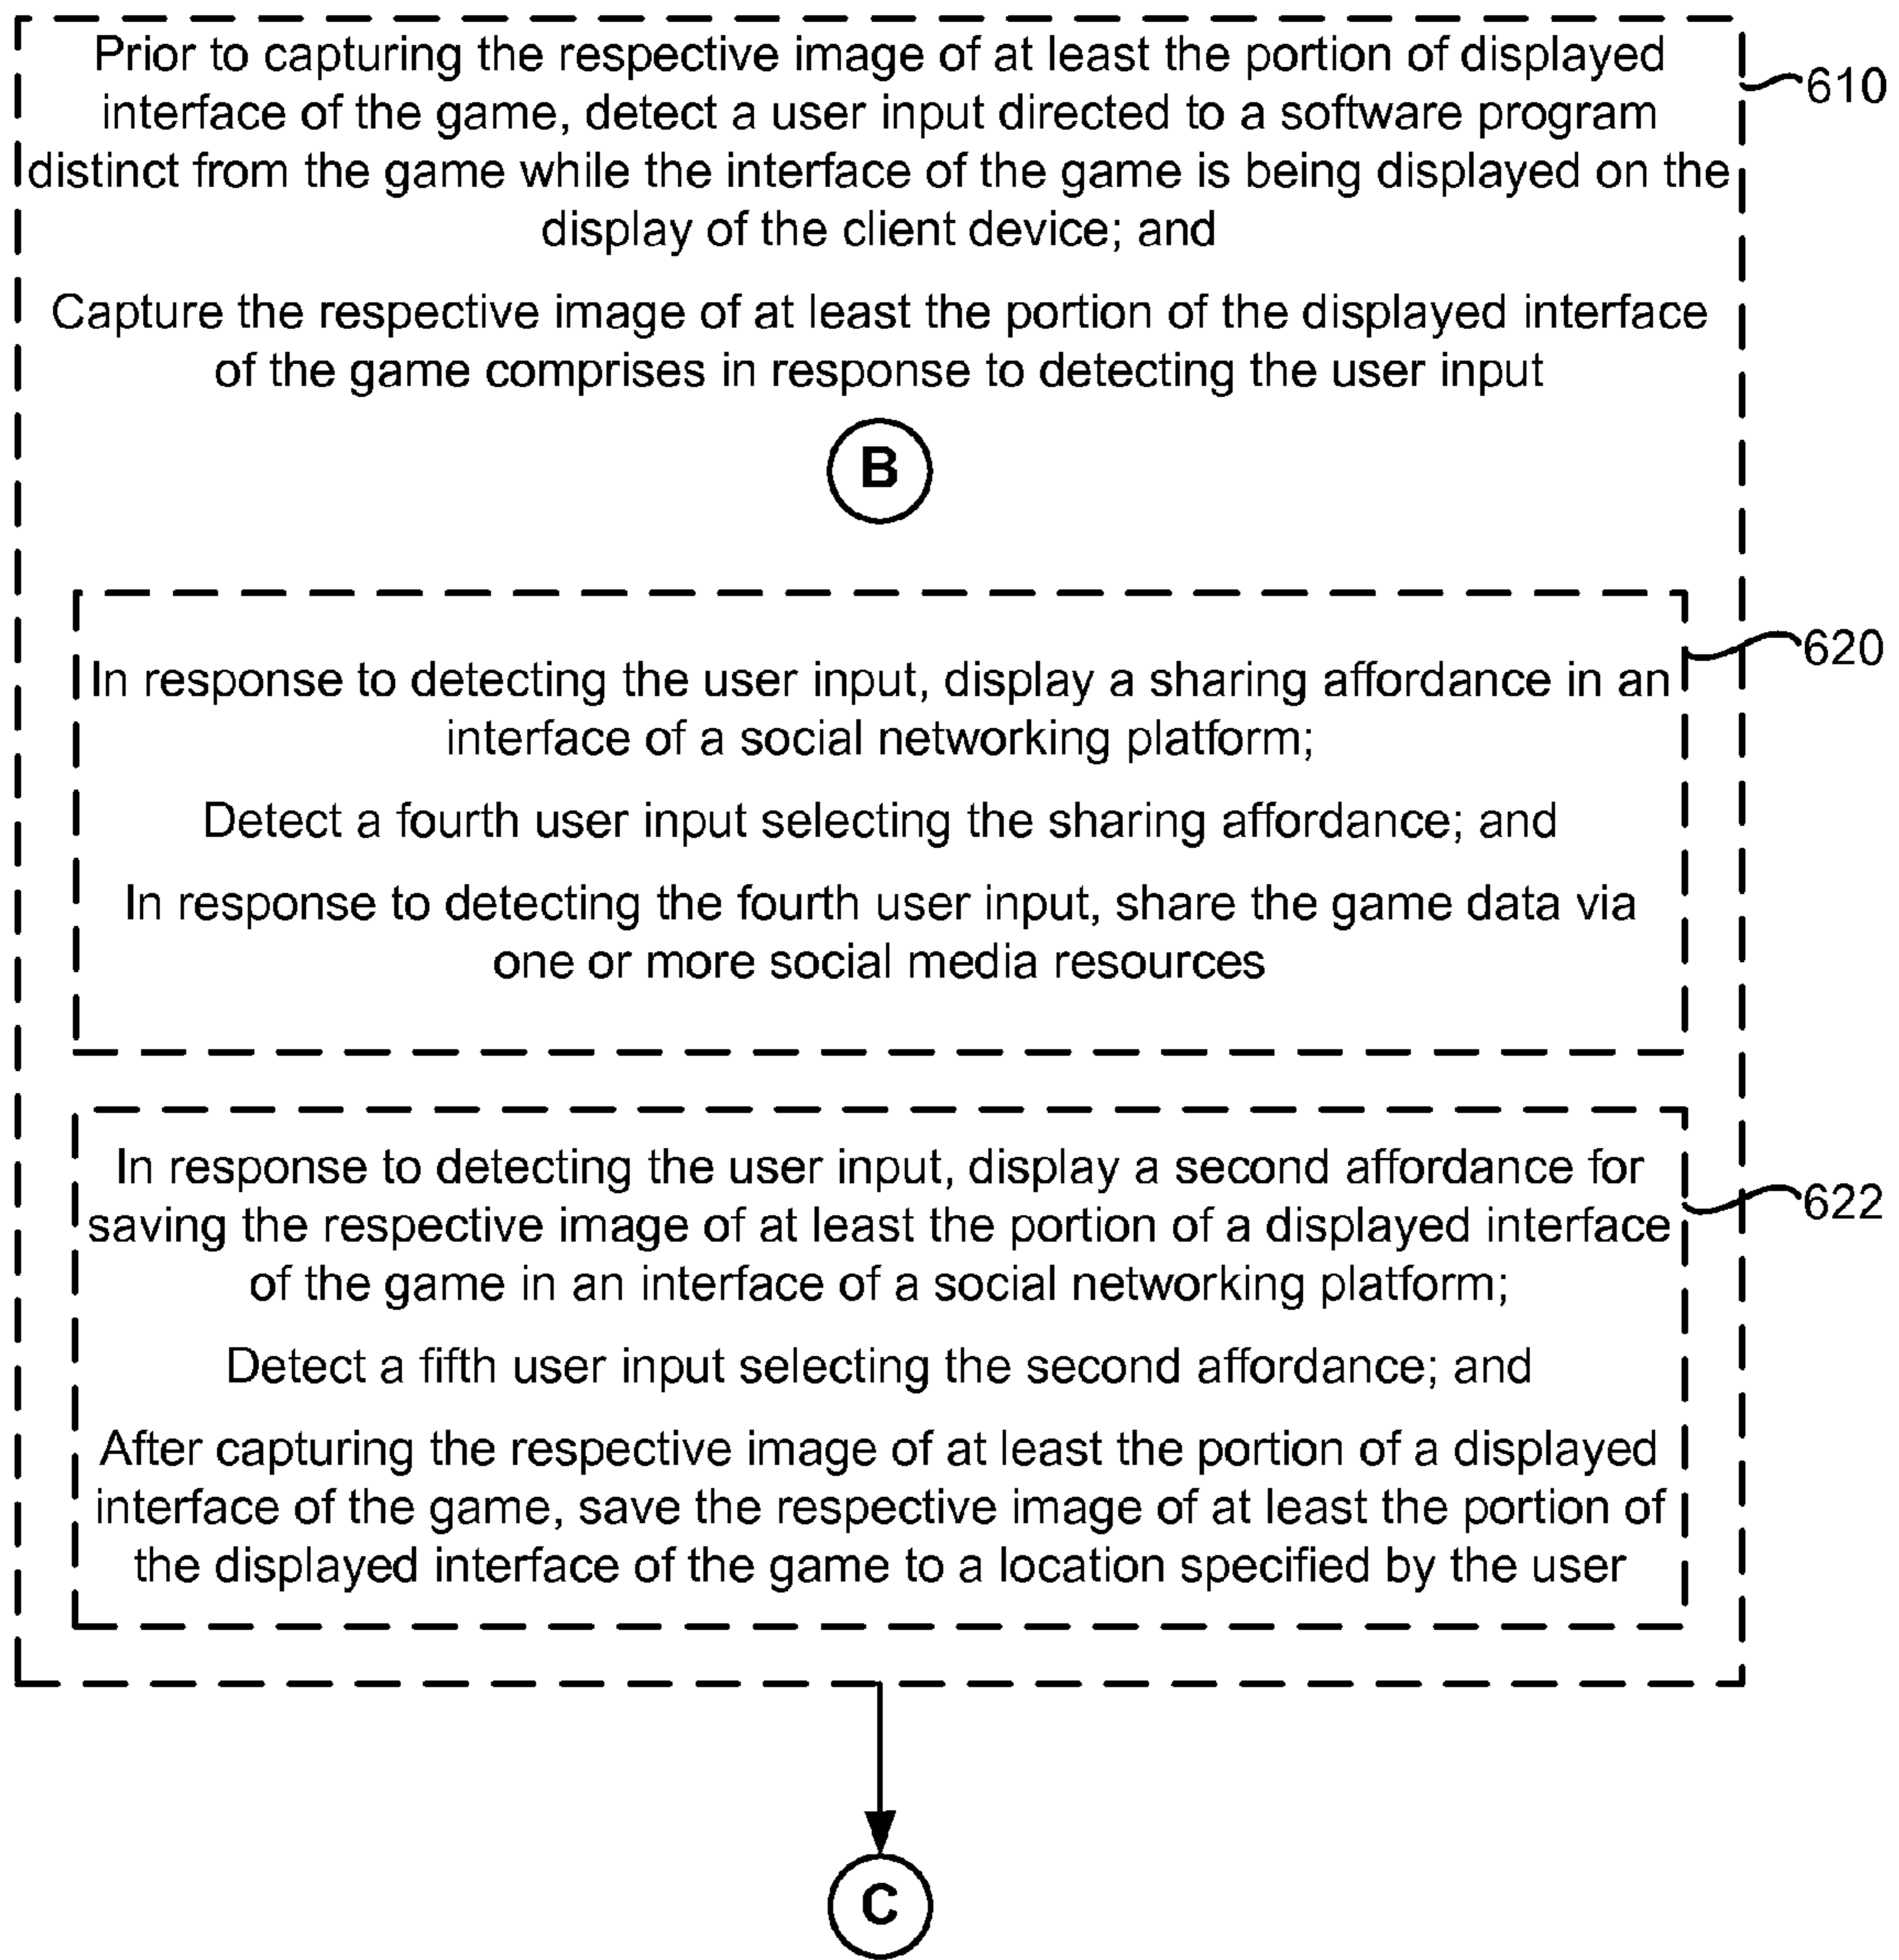 Prior to capturing the respective image of at least the portion of displayed
interface of the game, detect a user input directed to a software program
distinct from the game while the interface of the game is being displayed on the
display of the client device; and
610
Capture the respective image of at least the portion of the displayed interface
of the game comprises in response to detecting the user input
B
620
In response to detecting the user input, display a sharing affordance in an
interface of a social networking platform;
Detect a fourth user input selecting the sharing affordance; and
In response to detecting the fourth user input, share the game data via
one or more social media resources
In response to detecting the user input, display a second affordance for
saving the respective image of at least the portion of a displayed interface
622
of the game in an interface of a social networking platform;
Detect a fifth user input selecting the second affordance; and
After capturing the respective image of at least the portion of a displayed
interface of the game, save the respective image of at least the portion of
the displayed interface of the game to a location specified by the user
C